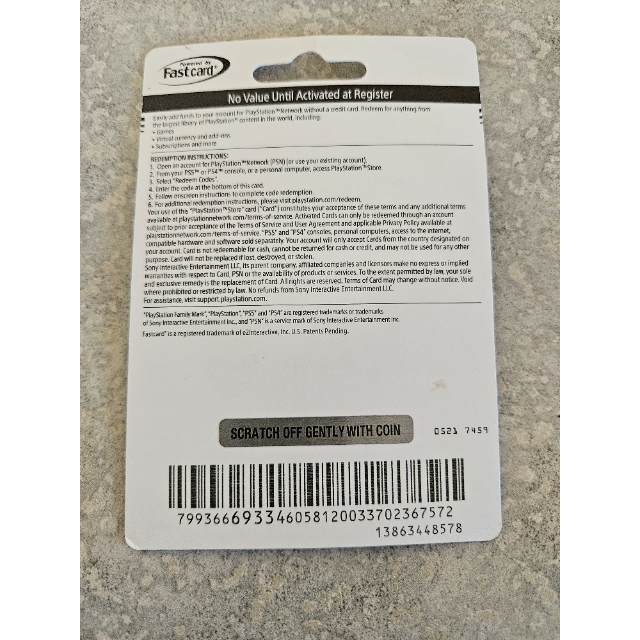 Powered by
Fastcard®
No Value Until Activated at Register
Easily add funds to your account for PlayStation™Network without a credit card. Redeem for anything from
the largest library of PlayStation® content in the world, including:
• Games
• Virtual currency and add-ons
• Subscriptions and more
REDEMPTION INSTRUCTIONS:
1. Open an account for PlayStation™Network (PSN) (or use your existing account).
2. From your PS5™ or PS4™ console, or a personal computer, access PlayStation™Store.
3. Select "Redeem Codes".
4. Enter the code at the bottom of this card.
5. Follow onscreen instructions to complete code redemption.
6. For additional redemption instructions, please visit playstation.com/redeem.
Your use of this "PlayStation™Store" card ("Card") constitutes your acceptance of these terms and any additional terms
available at playstationnetwork.com/terms-of-service. Activated Cards can only be redeemed through an account
subject to prior acceptance of the Terms of Service and User Agreement and applicable Privacy Policy available at
playstationnetwork.com/terms-of-service. "PS5" and "PS4" consoles, personal computers, access to the internet,
compatible hardware and software sold separately. Your account will only accept Cards from the country designated on
your account. Card is not redeemable for cash, cannot be returned for cash or credit, and may not be used for any other
purpose. Card will not be replaced if lost, destroyed, or stolen.
Sony Interactive Entertainment LLC, its parent company, affiliated companies and licensors make no express or implied
warranties with respect to Card, PSN or the availability of products or services. To the extent permitted by law, your sole
and exclusive remedy is the replacement of Card. All rights are reserved. Terms of Card may change without notice. Void
where prohibited or restricted by law. No refunds from Sony Interactive Entertainment LLC.
For assistance, visit support.playstation.com.
"PlayStation Family Mark", "PlayStation", "PS5" and "PS4" are registered trademarks or trademarks
of Sony Interactive Entertainment Inc., and "PSN" is a service mark of Sony Interactive Entertainment Inc.
Fastcard® is a registered trademark of e2Interactive, Inc. U.S. Patents Pending.
SCRATCH OFF GENTLY WITH COIN
0521 7459
799366693346058120033702367572
13863448578